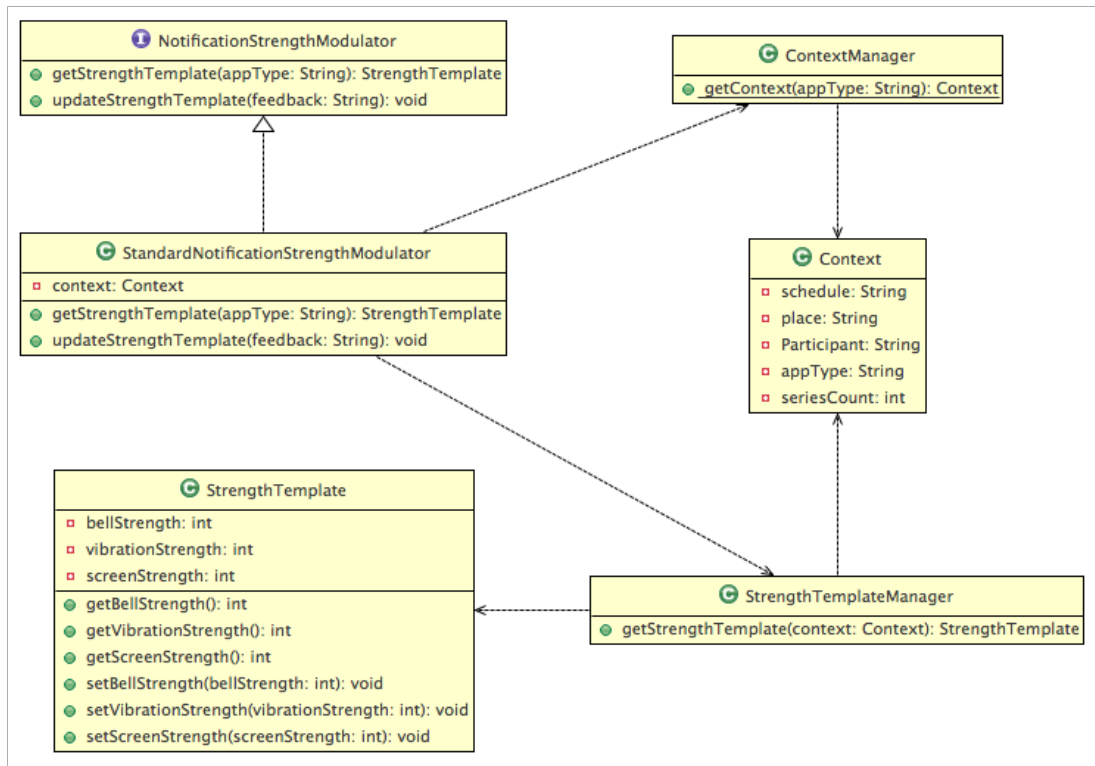 I NotificationStrengthModulator
getStrengthTemplate(appType: String): StrengthTemplate
updateStrengthTemplate(feedback: String): void
C ContextManager
getContext(appType: String): Context
C StandardNotificationStrengthModulator
context: Context
getStrengthTemplate(appType: String): StrengthTemplate
updateStrengthTemplate(feedback: String): void
C Context
schedule: String
place: String
Participant: String
appType: String
seriesCount: int
C StrengthTemplate
bellStrength: int
vibrationStrength: int
screenStrength: int
getBellStrength(): int
getVibrationStrength(): int
getScreenStrength(): int
setBellStrength(bellStrength: int): void
setVibrationStrength(vibrationStrength: int): void
setScreenStrength(screenStrength: int): void
C StrengthTemplateManager
getStrengthTemplate(context: Context): StrengthTemplate